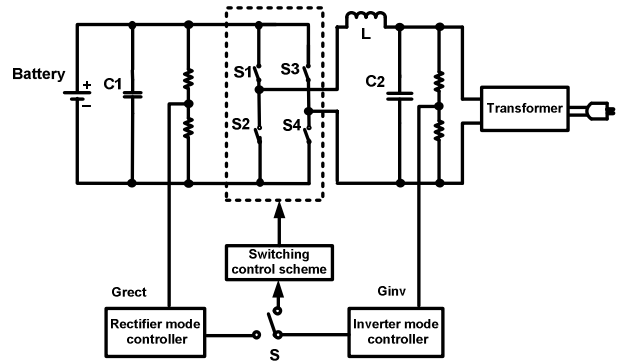 L
S1
S3
Battery
+
C1
C2
–
Transformer
S2
S4
Switching
control scheme
Grect
Ginv
Rectifier mode
controller
Inverter mode
controller
S